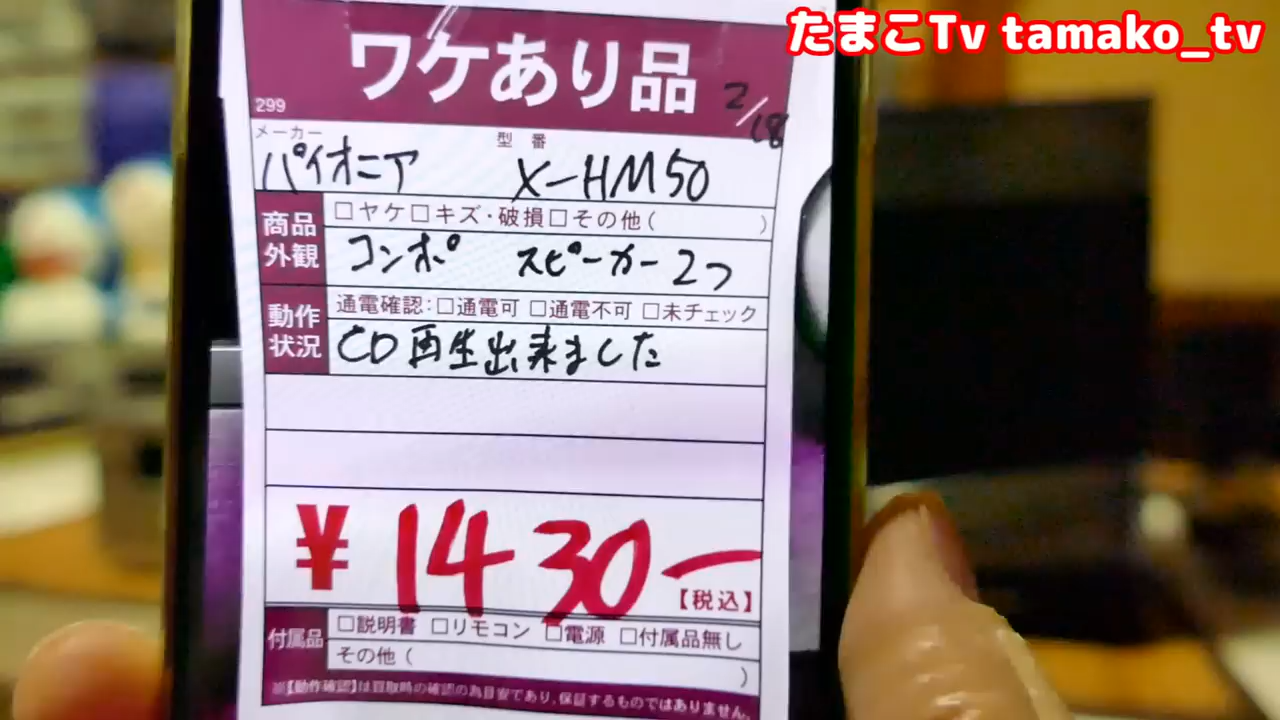 たまこTv tamako_tv
ワケあり品
2/18
299
メーカー 型番
パイオニア X-HM50
商品外観
□ヤケ□キズ・破損□その他( )
コンポ スピーカー2つ
動作状況
通電確認:□通電可 □通電不可 □未チェック
CD再生出来ました
¥1430ー
【税込】
付属品
□説明書 □リモコン □電源 □付属品無し
その他( )
※【動作確認】は買取時の確認の為目安であり、保証するものではありません。